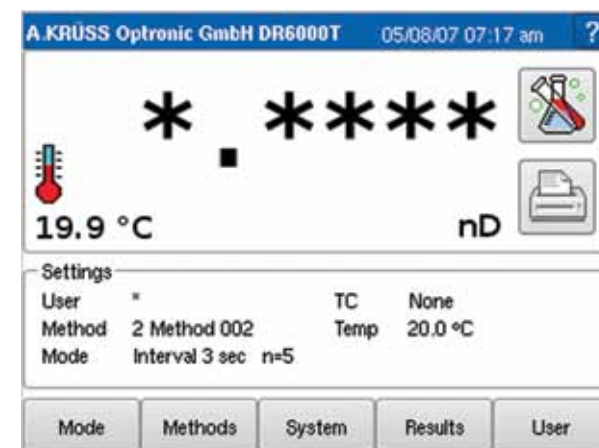 A.KRÜSS Optronic GmbH DR6000T 05/08/07 07:17 am ?
*.****
19.9 °C nD
Settings
User * TC None
Method 2 Method 002 Temp 20.0 °C
Mode Interval 3 sec n=5
Mode Methods System Results User